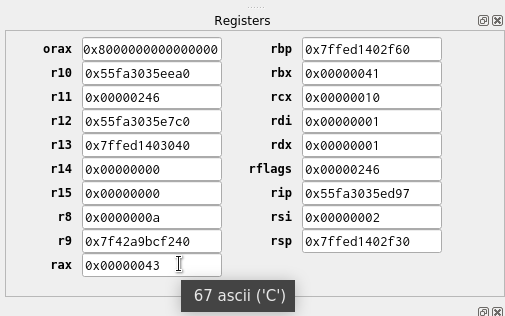 Registers
orax 0x8000000000000000 rbp 0x7ffed1402f60
r10 0x55fa3035eea0 rbx 0x00000041
r11 0x00000246 rcx 0x00000010
r12 0x55fa3035e7c0 rdi 0x00000001
r13 0x7ffed1403040 rdx 0x00000001
r14 0x00000000 rflags 0x00000246
r15 0x00000000 rip 0x55fa3035ed97
r8 0x0000000a rsi 0x00000002
r9 0x7f42a9bcf240 rsp 0x7ffed1402f30
rax 0x00000043
67 ascii ('C')